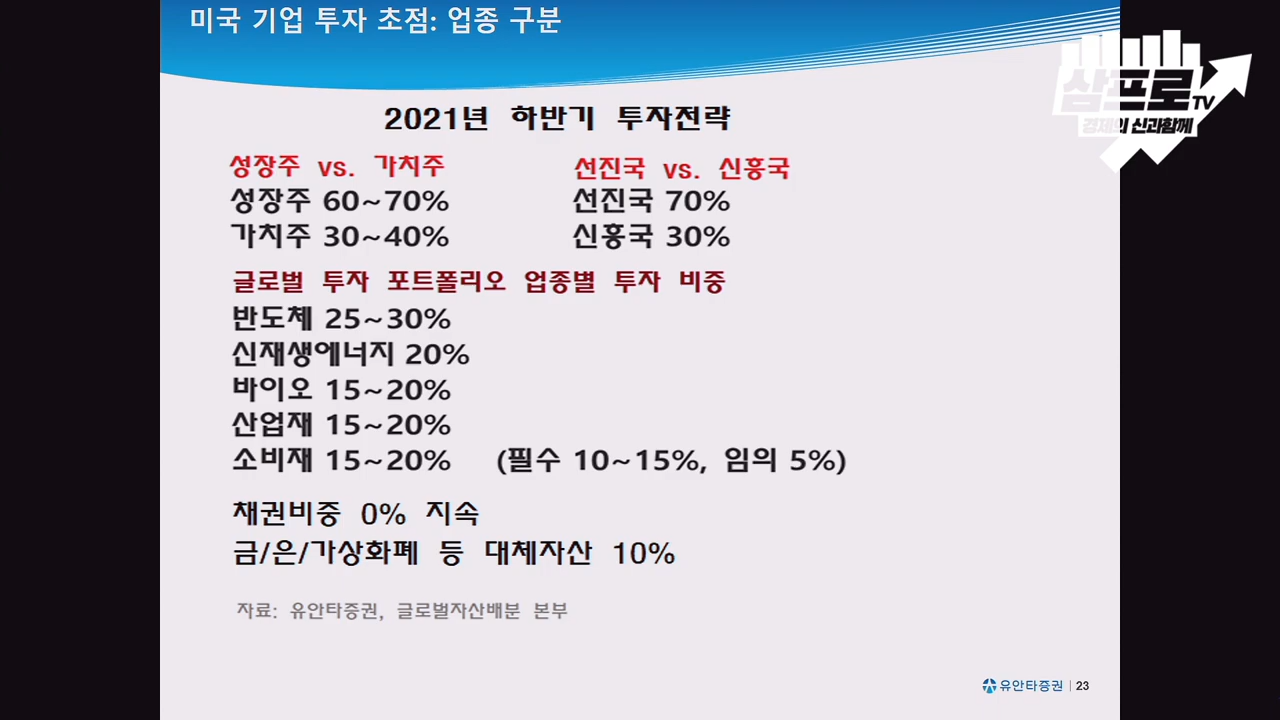 미국 기업 투자 초점: 업종 구분
삼프로TV
경제의 신과함께
2021년 하반기 투자전략
성장주 vs. 가치주
성장주 60~70%
가치주 30~40%
선진국 vs. 신흥국
선진국 70%
신흥국 30%
글로벌 투자 포트폴리오 업종별 투자 비중
반도체 25~30%
신재생에너지 20%
바이오 15~20%
산업재 15~20%
소비재 15~20% (필수 10~15%, 임의 5%)
채권비중 0% 지속
금/은/가상화폐 등 대체자산 10%
자료: 유안타증권, 글로벌자산배분 본부
유안타증권 | 23